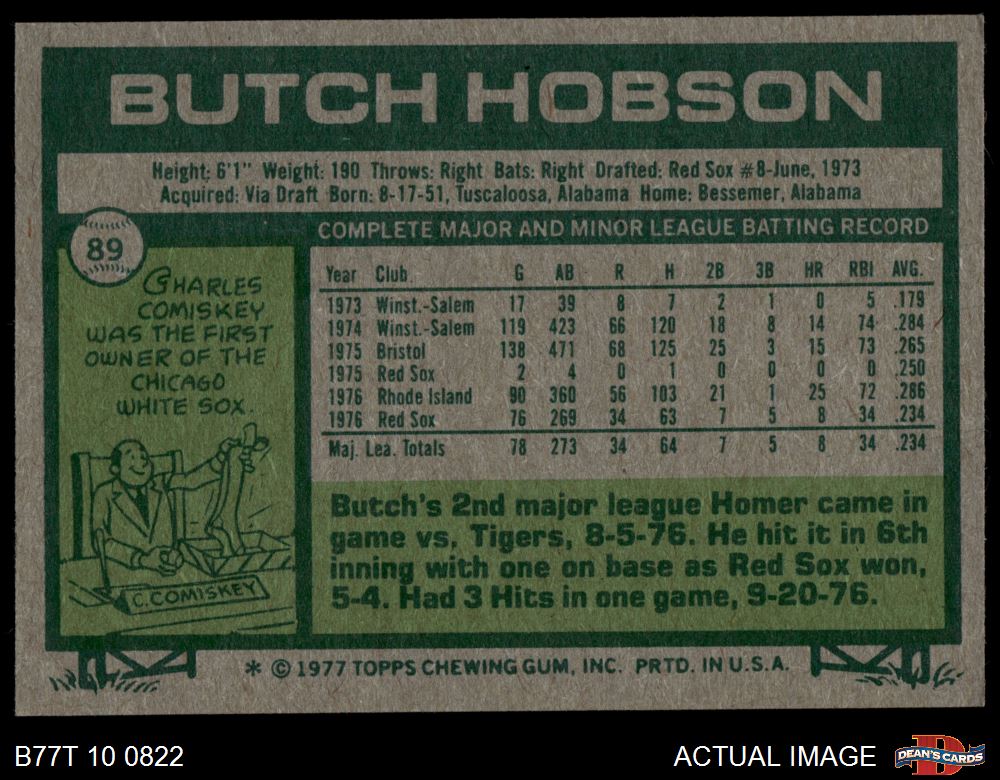 BUTCH HOBSON
Height: 6'1" Weight: 190 Throws: Right Bats: Right Drafted: Red Sox #8-June, 1973
Acquired: Via Draft Born: 8-17-51, Tuscaloosa, Alabama Home: Bessemer, Alabama
89
CHARLES
COMISKEY
WAS THE FIRST
OWNER OF THE
CHICAGO
WHITE SOX.
C. COMISKEY
COMPLETE MAJOR AND MINOR LEAGUE BATTING RECORD
Year Club G AB R H 2B 3B HR RBI AVG.
1973 Winst.-Salem 17 39 8 7 2 1 0 5 .179
1974 Winst.-Salem 119 423 66 120 18 8 14 74 .284
1975 Bristol 138 471 68 125 25 3 15 73 .265
1975 Red Sox 2 4 0 1 0 0 0 0 .250
1976 Rhode Island 90 360 56 103 21 1 25 72 .286
1976 Red Sox 76 269 34 63 7 5 8 34 .234
Maj. Lea. Totals 78 273 34 64 7 5 8 34 .234
Butch's 2nd major league Homer came in
game vs. Tigers, 8-5-76. He hit it in 6th
inning with one on base as Red Sox won,
5-4. Had 3 Hits in one game, 9-20-76.
* © 1977 TOPPS CHEWING GUM, INC. PRTD. IN U.S.A.
B77T 10 0822
ACTUAL IMAGE
DEAN'S CARDS